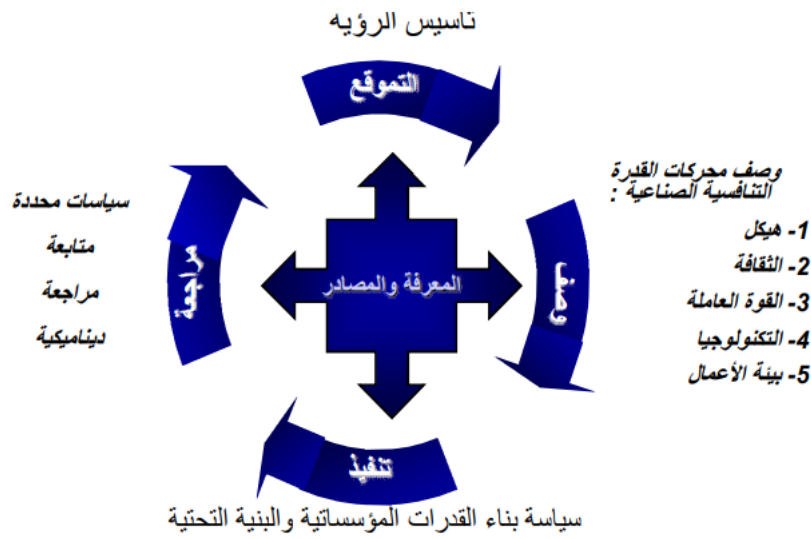 تاسيس الرؤيه
التموقع
وصف محركات القدرة
التنافسية الصناعية :
1- هيكل
2- الثقافة
3- القوة العاملة
4- التكنولوجيا
5- بيئة الأعمال
وصف
المعرفة والمصادر
مراجعة
سياسات محددة
متابعة
مراجعة
ديناميكية
تنفيذ
سياسة بناء القدرات المؤسساتية والبنية التحتية